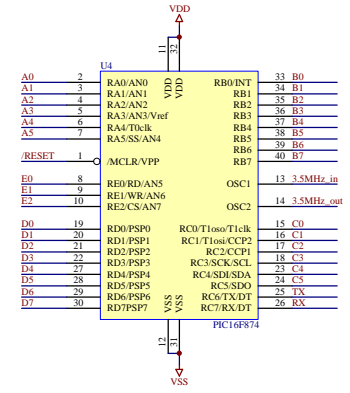 VDD
11 32
U4
VDD VDD
A0 2 RA0/AN0 RB0/INT 33 B0
A1 3 RA1/AN1 RB1 34 B1
A2 4 RA2/AN2 RB2 35 B2
A3 5 RA3/AN3/Vref RB3 36 B3
A4 6 RA4/T0clk RB4 37 B4
A5 7 RA5/SS/AN4 RB5 38 B5
RB6 39 B6
/RESET 1 /MCLR/VPP RB7 40 B7
E0 8 RE0/RD/AN5 OSC1 13 3.5MHz_in
E1 9 RE1/WR/AN6
E2 10 RE2/CS/AN7 OSC2 14 3.5MHz_out
D0 19 RD0/PSP0 RC0/T1oso/T1clk 15 C0
D1 20 RD1/PSP1 RC1/T1osi/CCP2 16 C1
D2 21 RD2/PSP2 RC2/CCP1 17 C2
D3 22 RD3/PSP3 RC3/SCK/SCL 18 C3
D4 27 RD4/PSP4 RC4/SDI/SDA 23 C4
D5 28 RD5/PSP5 RC5/SDO 24 C5
D6 29 RD6/PSP6 RC6/TX/DT 25 TX
D7 30 RD7PSP7 RC7/RX/DT 26 RX
VSS VSS
PIC16F874
12 31
VSS